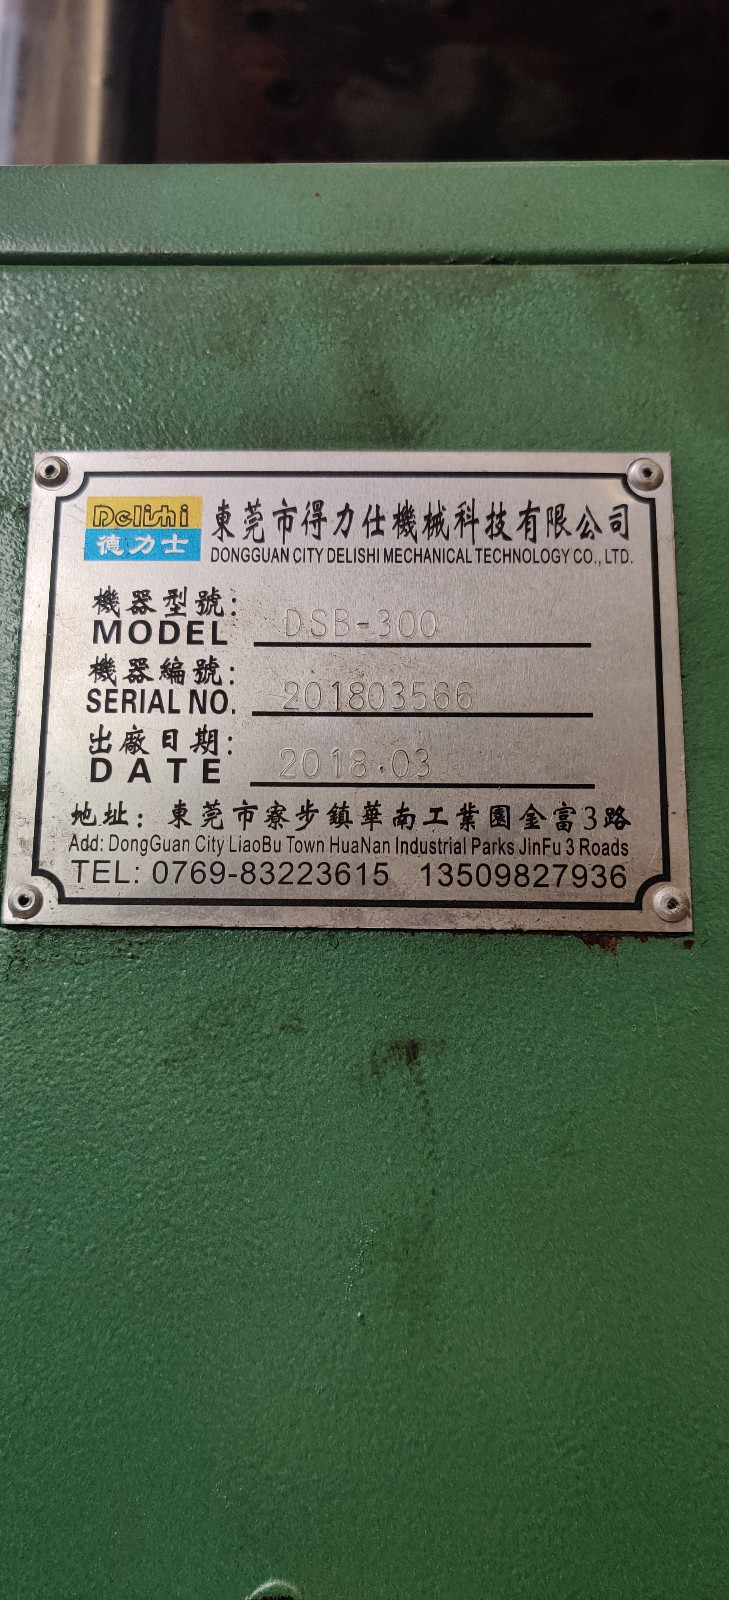 Delishi
德力士
東莞市得力仕機械科技有限公司
DONGGUAN CITY DELISHI MECHANICAL TECHNOLOGY CO., LTD.
機器型號:
MODEL DSB-300
機器編號:
SERIAL NO. 201803566
出廠日期:
DATE 2018.03
地址: 東莞市寮步鎮華南工業園金富3路
Add: DongGuan City LiaoBu Town HuaNan Industrial Parks JinFu 3 Roads
TEL: 0769-83223615 13509827936